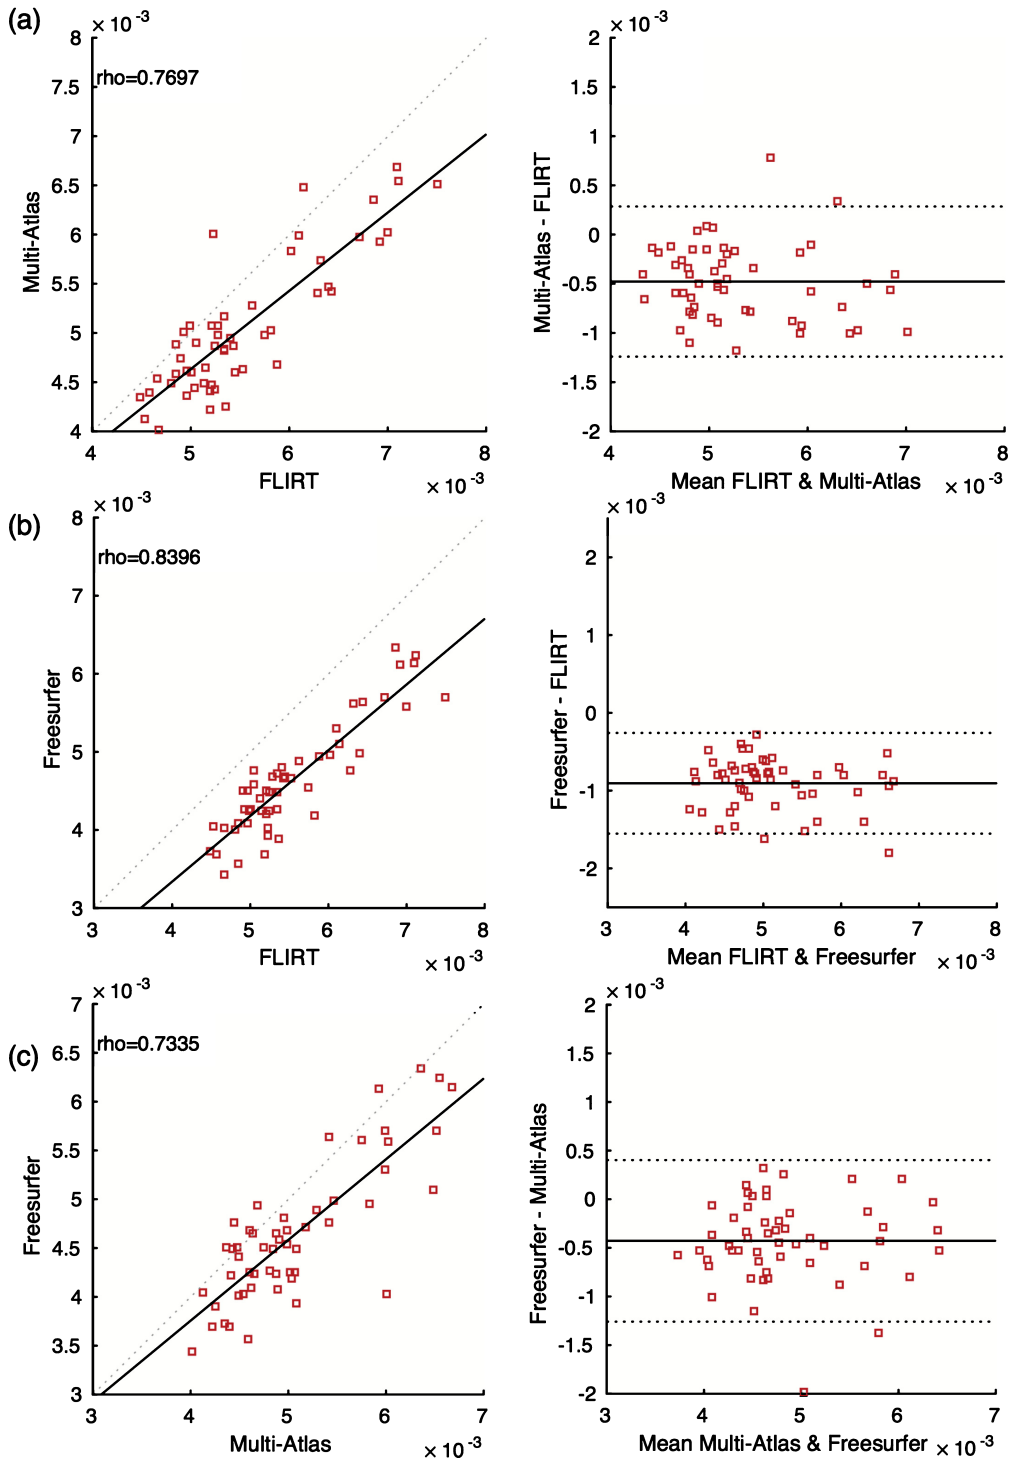 (a)
× 10⁻³
8
7.5
7
6.5
6
5.5
5
4.5
4
rho=0.7697
Multi-Atlas
4 5 6 7 8
FLIRT
× 10⁻³
× 10⁻³
2
1.5
1
0.5
0
-0.5
-1
-1.5
-2
Multi-Atlas - FLIRT
4 5 6 7 8
Mean FLIRT & Multi-Atlas × 10⁻³
(b)
× 10⁻³
8
7
6
5
4
3
rho=0.8396
Freesurfer
3 4 5 6 7 8
FLIRT
× 10⁻³
× 10⁻³
2
1
0
-1
-2
Freesurfer - FLIRT
3 4 5 6 7 8
Mean FLIRT & Freesurfer × 10⁻³
(c)
× 10⁻³
7
6.5
6
5.5
5
4.5
4
3.5
3
rho=0.7335
Freesurfer
3 4 5 6 7
Multi-Atlas
× 10⁻³
× 10⁻³
2
1.5
1
0.5
0
-0.5
-1
-1.5
-2
Freesurfer - Multi-Atlas
3 4 5 6 7
Mean Multi-Atlas & Freesurfer × 10⁻³